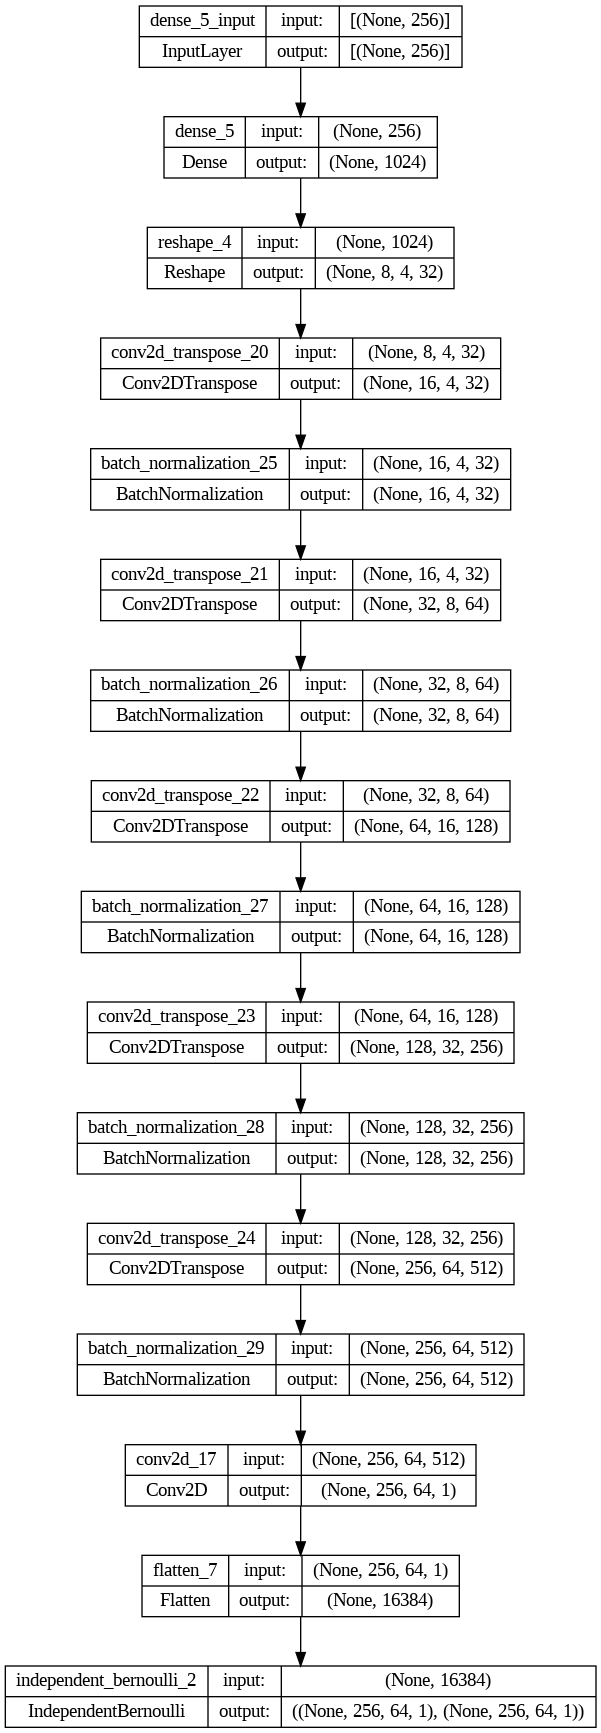 dense_5_input input: [(None, 256)]
InputLayer output: [(None, 256)]
dense_5 input: (None, 256)
Dense output: (None, 1024)
reshape_4 input: (None, 1024)
Reshape output: (None, 8, 4, 32)
conv2d_transpose_20 input: (None, 8, 4, 32)
Conv2DTranspose output: (None, 16, 4, 32)
batch_normalization_25 input: (None, 16, 4, 32)
BatchNormalization output: (None, 16, 4, 32)
conv2d_transpose_21 input: (None, 16, 4, 32)
Conv2DTranspose output: (None, 32, 8, 64)
batch_normalization_26 input: (None, 32, 8, 64)
BatchNormalization output: (None, 32, 8, 64)
conv2d_transpose_22 input: (None, 32, 8, 64)
Conv2DTranspose output: (None, 64, 16, 128)
batch_normalization_27 input: (None, 64, 16, 128)
BatchNormalization output: (None, 64, 16, 128)
conv2d_transpose_23 input: (None, 64, 16, 128)
Conv2DTranspose output: (None, 128, 32, 256)
batch_normalization_28 input: (None, 128, 32, 256)
BatchNormalization output: (None, 128, 32, 256)
conv2d_transpose_24 input: (None, 128, 32, 256)
Conv2DTranspose output: (None, 256, 64, 512)
batch_normalization_29 input: (None, 256, 64, 512)
BatchNormalization output: (None, 256, 64, 512)
conv2d_17 input: (None, 256, 64, 512)
Conv2D output: (None, 256, 64, 1)
flatten_7 input: (None, 256, 64, 1)
Flatten output: (None, 16384)
independent_bernoulli_2 input: (None, 16384)
IndependentBernoulli output: ((None, 256, 64, 1), (None, 256, 64, 1))